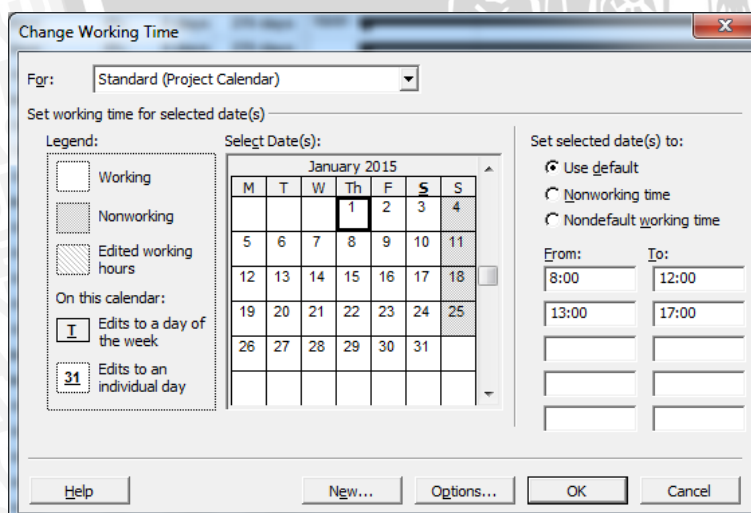 Change Working Time
For: Standard (Project Calendar)
Set working time for selected date(s)
Legend:
Working
Nonworking
Edited working
hours
On this calendar:
T Edits to a day of
the week
31 Edits to an
individual day
Select Date(s):
January 2015
M T W Th F S S
1 2 3 4
5 6 7 8 9 10 11
12 13 14 15 16 17 18
19 20 21 22 23 24 25
26 27 28 29 30 31
Set selected date(s) to:
Use default
Nonworking time
Nondefault working time
From: To:
8:00 12:00
13:00 17:00
Help New... Options... OK Cancel